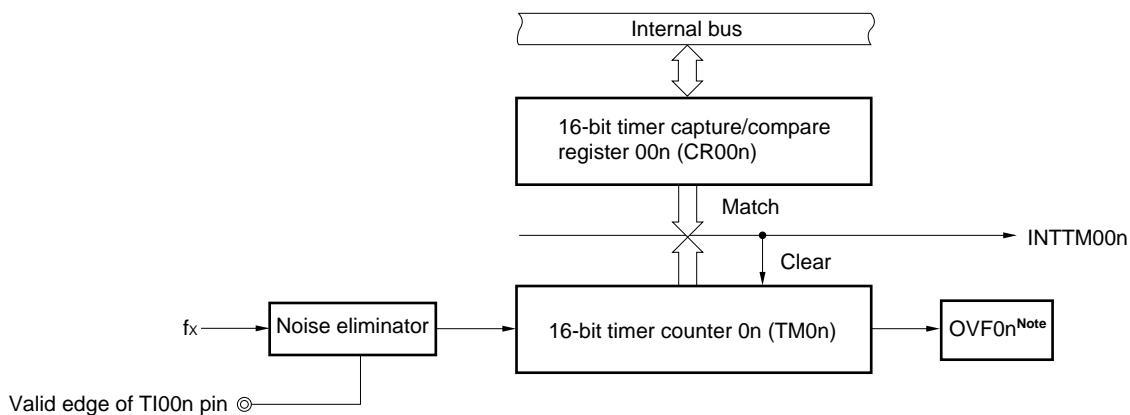 Internal bus
16-bit timer capture/compare
register 00n (CR00n)
Match
INTTM00n
Clear
fX
Noise eliminator
16-bit timer counter 0n (TM0n)
OVF0nNote
Valid edge of TI00n pin